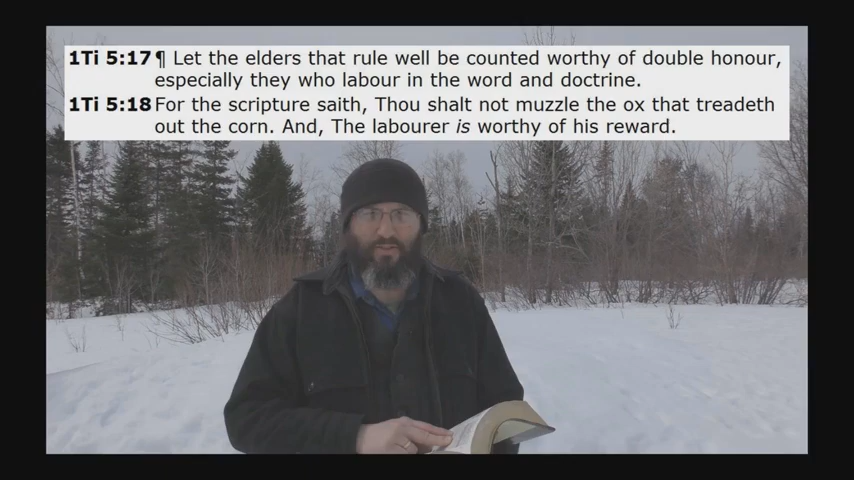 1Ti 5:17 ¶ Let the elders that rule well be counted worthy of double honour,
especially they who labour in the word and doctrine.
1Ti 5:18 For the scripture saith, Thou shalt not muzzle the ox that treadeth
out the corn. And, The labourer is worthy of his reward.